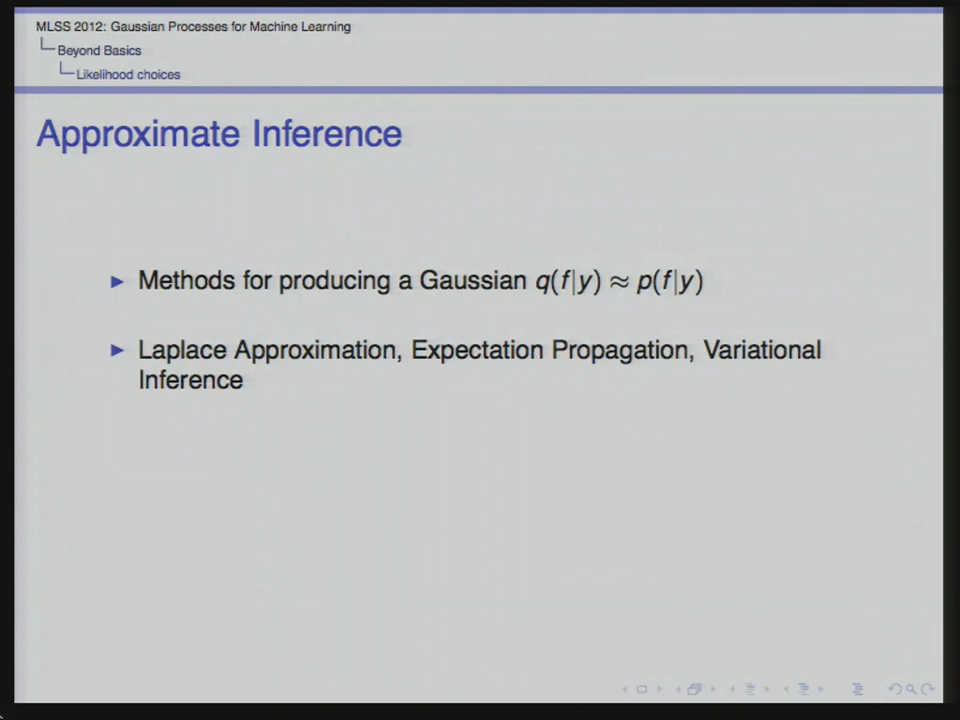 MLSS 2012: Gaussian Processes for Machine Learning
Beyond Basics
Likelihood choices
Approximate Inference
Methods for producing a Gaussian q(f|y) ≈ p(f|y)
Laplace Approximation, Expectation Propagation, Variational
Inference